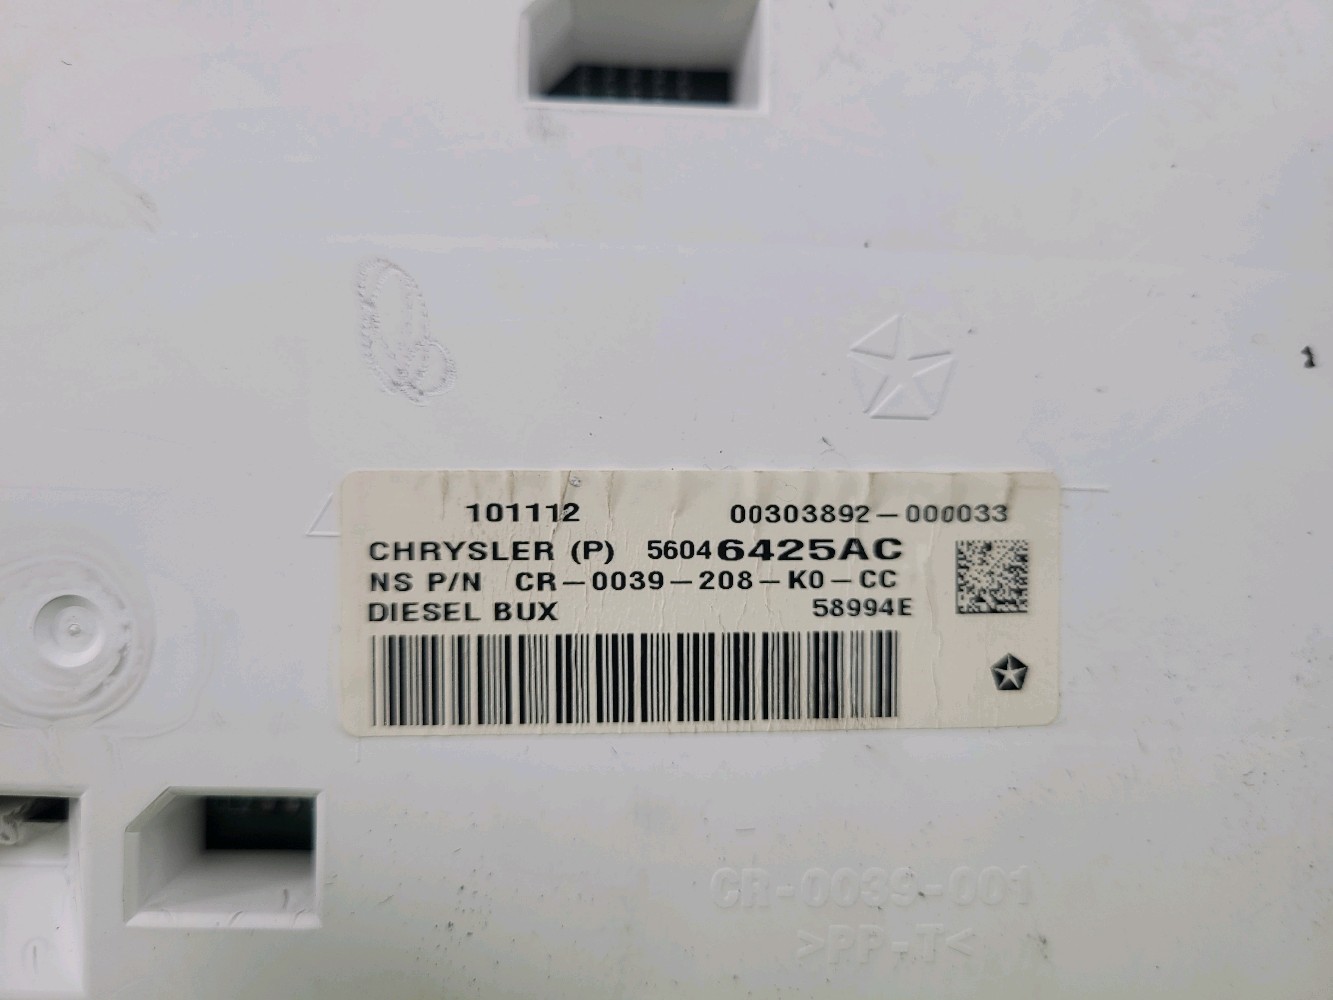 101112 00303892-000033
CHRYSLER (P) 56046425AC
NS P/N CR-0039-208-K0-CC
DIESEL BUX 58994E
CR-0039-001
>PP-T<